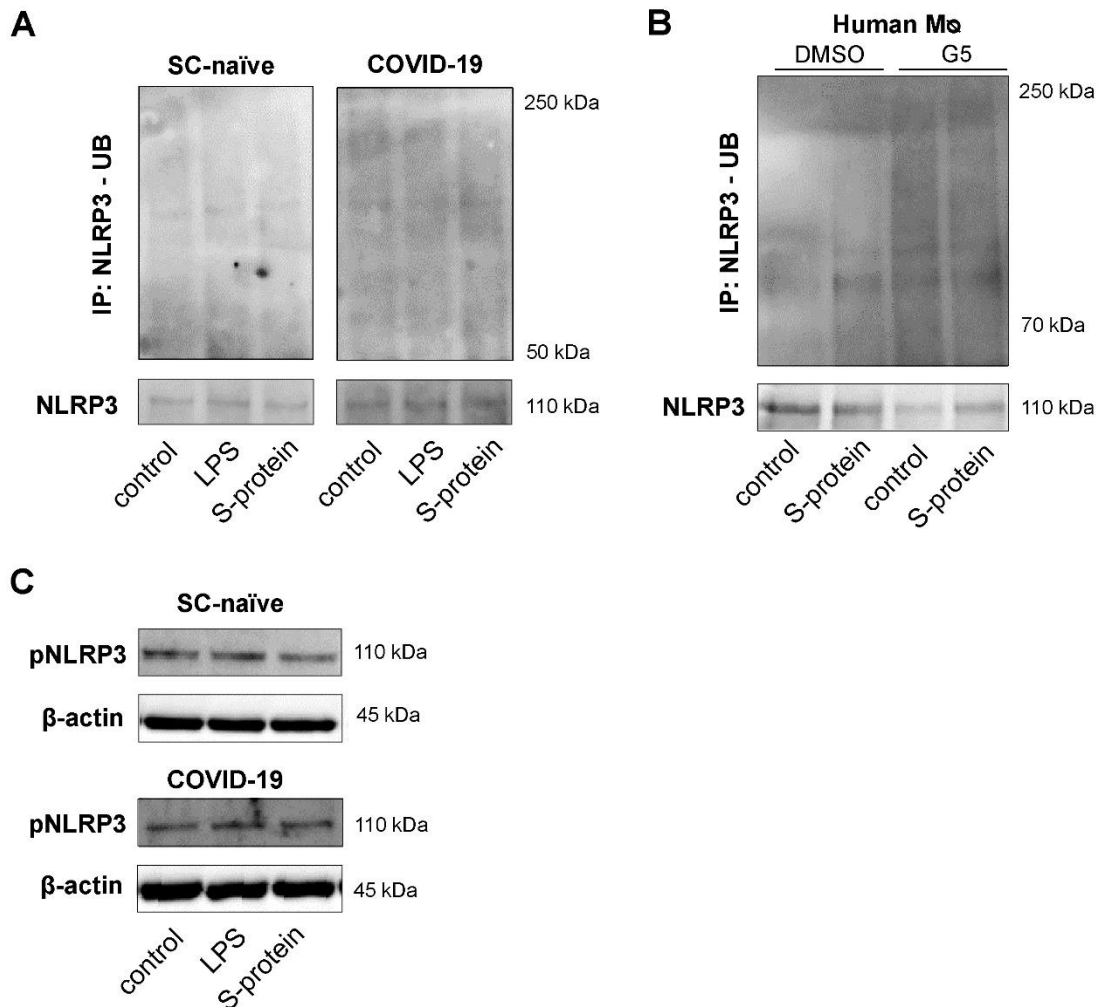 A
SC-naïve
COVID-19
IP: NLRP3 - UB
250 kDa
50 kDa
NLRP3
110 kDa
control
LPS
S-protein
control
LPS
S-protein
B
Human Mø
DMSO
G5
IP: NLRP3 - UB
250 kDa
70 kDa
NLRP3
110 kDa
control
S-protein
control
S-protein
C
SC-naïve
pNLRP3
110 kDa
β-actin
45 kDa
COVID-19
pNLRP3
110 kDa
β-actin
45 kDa
control
LPS
S-protein